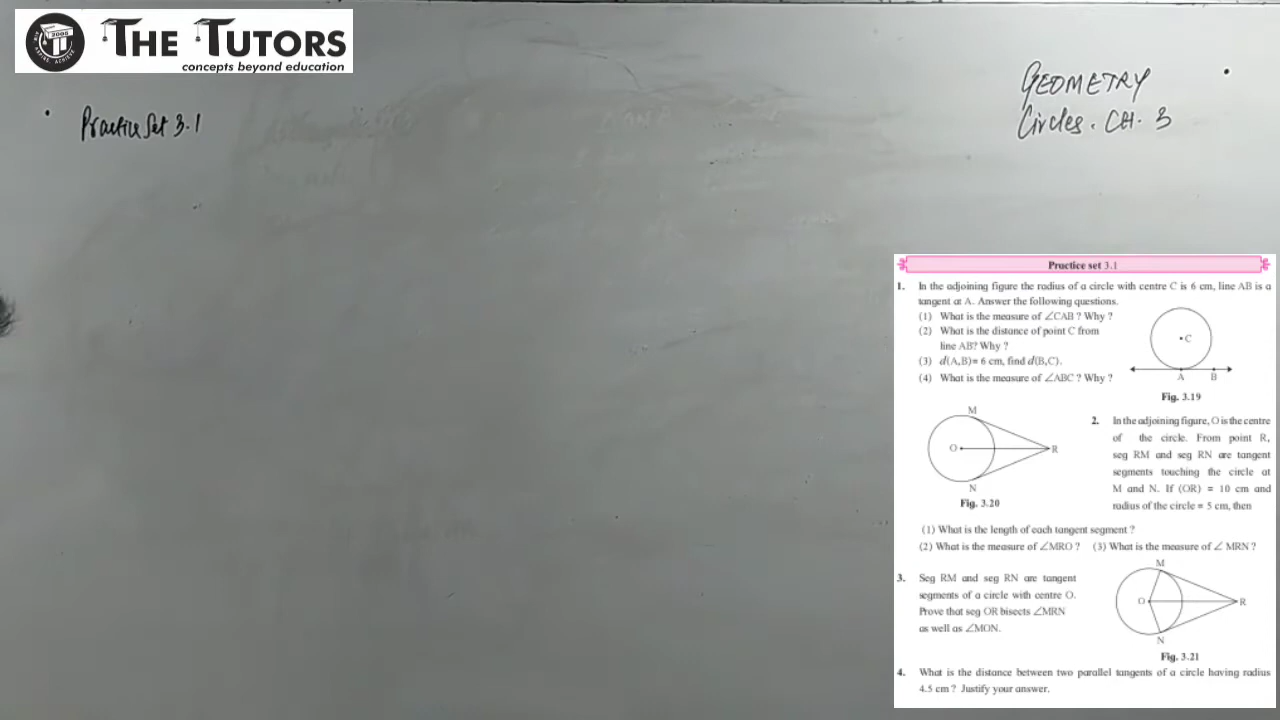 2006
THE TUTORS
concepts beyond education
GEOMETRY
Circles. CH. 3
Practice Set 3.1
Practice set 3.1
1. In the adjoining figure the radius of a circle with centre C is 6 cm, line AB is a
tangent at A. Answer the following questions.
(1) What is the measure of ∠CAB ? Why ?
(2) What is the distance of point C from
line AB? Why ?
(3) d(A,B)= 6 cm, find d(B,C).
(4) What is the measure of ∠ABC ? Why ?
C
A B
Fig. 3.19
M
O R
N
Fig. 3.20
2. In the adjoining figure, O is the centre
of the circle. From point R,
seg RM and seg RN are tangent
segments touching the circle at
M and N. If (OR) = 10 cm and
radius of the circle = 5 cm, then
(1) What is the length of each tangent segment ?
(2) What is the measure of ∠MRO ? (3) What is the measure of ∠ MRN ?
3. Seg RM and seg RN are tangent
segments of a circle with centre O.
Prove that seg OR bisects ∠MRN
as well as ∠MON.
M
O R
N
Fig. 3.21
4. What is the distance between two parallel tangents of a circle having radius
4.5 cm ? Justify your answer.